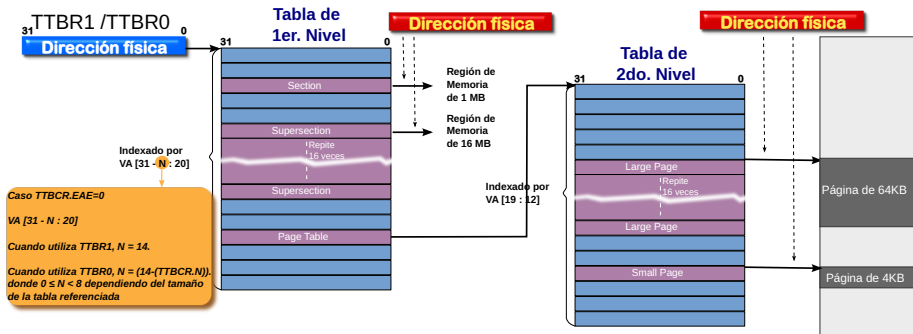 TTBR1 /TTBR0
31
0
Dirección física
Tabla de
1er. Nivel
31
0
Section
Supersection
Repite
16 veces
Supersection
Page Table
Dirección física
Región de
Memoria
de 1 MB
Región de
Memoria
de 16 MB
Indexado por
VA [31 - N : 20]
Caso TTBCR.EAE=0
VA [31 - N : 20]
Cuando utiliza TTBR1, N = 14.
Cuando utiliza TTBR0, N = (14-(TTBCR.N)).
donde 0 ≤ N < 8 dependiendo del tamaño
de la tabla referenciada
Tabla de
2do. Nivel
31
0
Indexado por
VA [19 : 12]
Large Page
Repite
16 veces
Large Page
Small Page
Dirección física
Página de 64KB
Página de 4KB